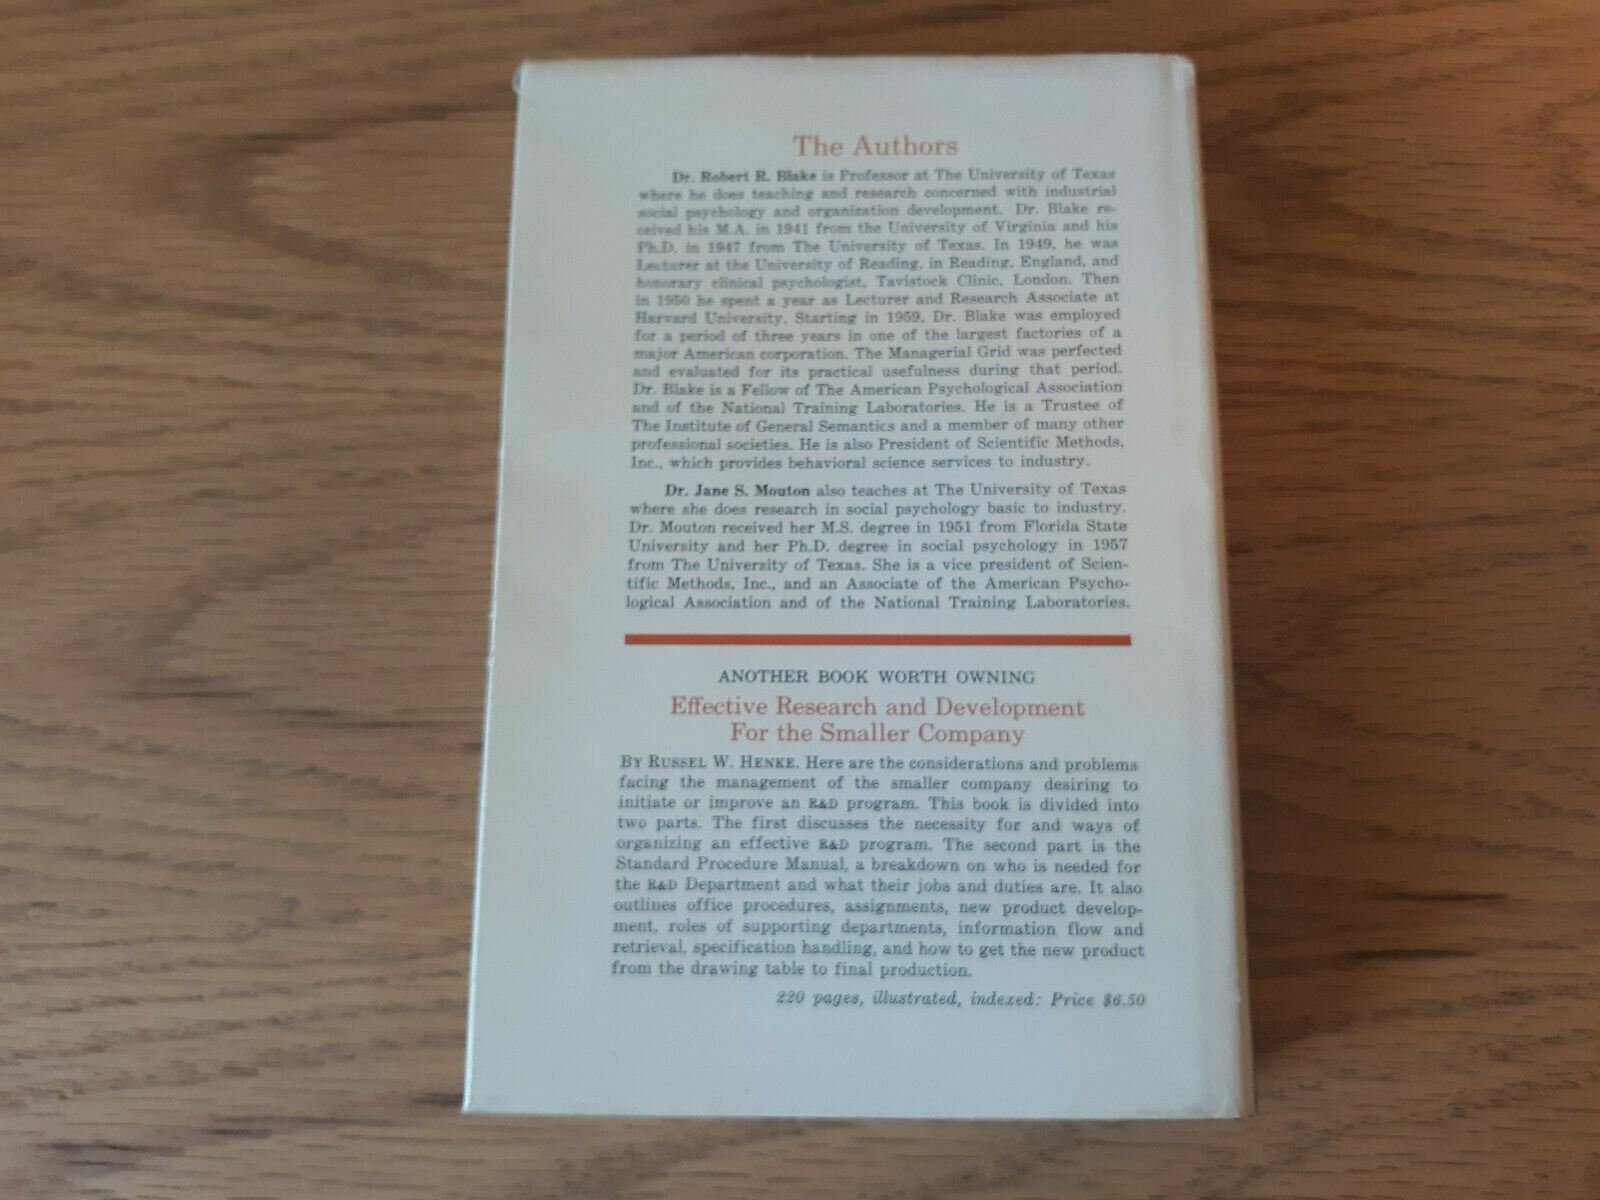 The Authors
Dr. Robert R. Blake is Professor at The University of Texas
where he does teaching and research concerned with industrial
social psychology and organization development. Dr. Blake re-
ceived his M.A. in 1941 from the University of Virginia and his
Ph.D. in 1947 from The University of Texas. In 1949, he was
Lecturer at the University of Reading, in Reading, England, and
honorary clinical psychologist, Tavistock Clinic, London. Then
in 1950 he spent a year as Lecturer and Research Associate at
Harvard University. Starting in 1959, Dr. Blake was employed
for a period of three years in one of the largest factories of a
major American corporation. The Managerial Grid was perfected
and evaluated for its practical usefulness during that period.
Dr. Blake is a Fellow of The American Psychological Association
and of the National Training Laboratories. He is a Trustee of
The Institute of General Semantics and a member of many other
professional societies. He is also President of Scientific Methods,
Inc., which provides behavioral science services to industry.
Dr. Jane S. Mouton also teaches at The University of Texas
where she does research in social psychology basic to industry.
Dr. Mouton received her M.S. degree in 1951 from Florida State
University and her Ph.D. degree in social psychology in 1957
from The University of Texas. She is a vice president of Scien-
tific Methods, Inc., and an Associate of the American Psycho-
logical Association and of the National Training Laboratories.
ANOTHER BOOK WORTH OWNING
Effective Research and Development
For the Smaller Company
BY RUSSEL W. HENKE. Here are the considerations and problems
facing the management of the smaller company desiring to
initiate or improve an R&D program. This book is divided into
two parts. The first discusses the necessity for and ways of
organizing an effective R&D program. The second part is the
Standard Procedure Manual, a breakdown on who is needed for
the R&D Department and what their jobs and duties are. It also
outlines office procedures, assignments, new product develop-
ment, roles of supporting departments, information flow and
retrieval, specification handling, and how to get the new product
from the drawing table to final production.
220 pages, illustrated, indexed: Price $6.50